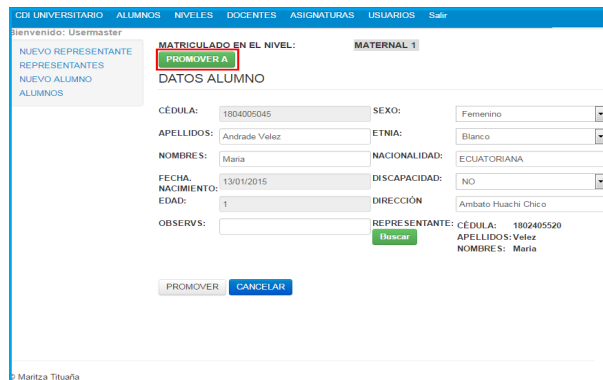 CDI UNIVERSITARIO ALUMNOS NIVELES DOCENTES ASIGNATURAS USUARIOS Salir
Bienvenido: Usermaster
NUEVO REPRESENTANTE
REPRESENTANTES
NUEVO ALUMNO
ALUMNOS
MATRICULADO EN EL NIVEL: MATERNAL 1
PROMOVER A
DATOS ALUMNO
CÉDULA: 1804005045 SEXO: Femenino
APELLIDOS: Andrade Velez ETNIA: Blanco
NOMBRES: Maria NACIONALIDAD: ECUATORIANA
FECHA. NACIMIENTO: 13/01/2015 DISCAPACIDAD: NO
EDAD: 1 DIRECCIÓN Ambato Huachi Chico
OBSERVS: REPRESENTANTE: CÉDULA: 1802405520
Buscar APELLIDOS: Velez
NOMBRES: Maria
PROMOVER CANCELAR
© Maritza Tituaña